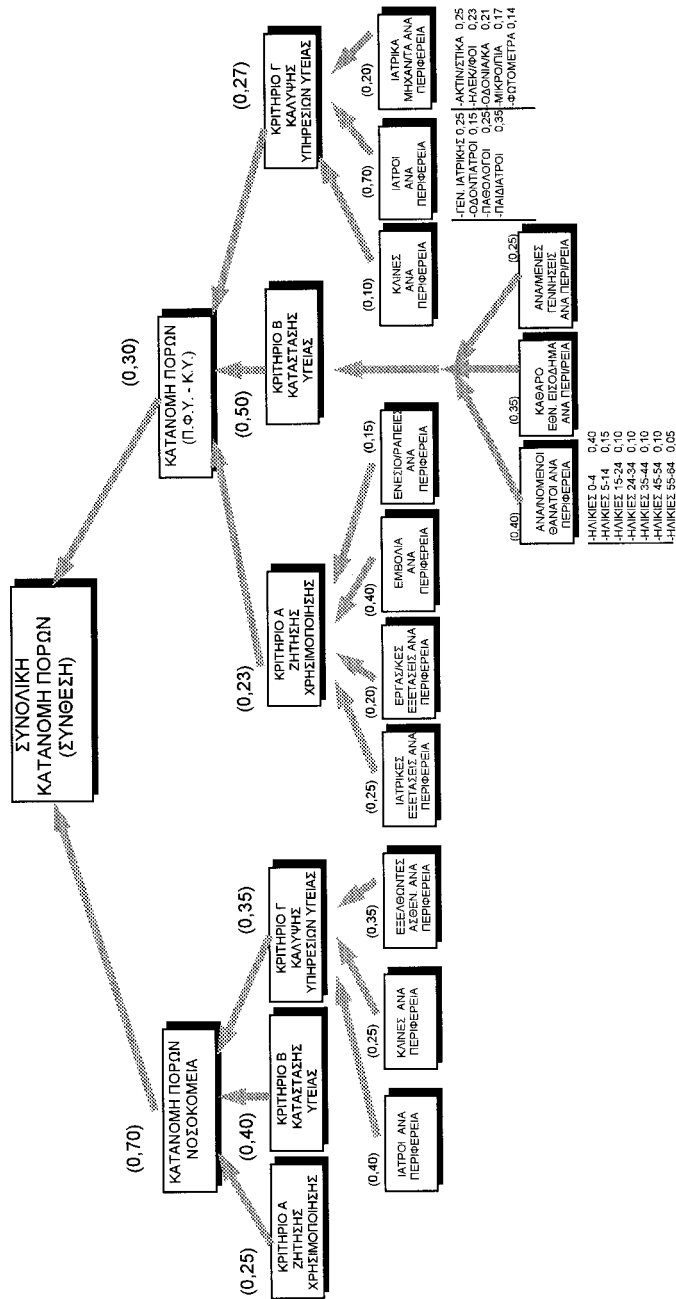 ΣΥΝΟΛΙΚΗ
ΚΑΤΑΝΟΜΗ ΠΟΡΩΝ
(ΣΥΝΘΕΣΗ)
(0,70)
ΚΑΤΑΝΟΜΗ ΠΟΡΩΝ
ΝΟΣΟΚΟΜΕΙΑ
(0,30)
ΚΑΤΑΝΟΜΗ ΠΟΡΩΝ
(Π.Φ.Υ. - Κ.Υ.)
(0,25)
ΚΡΙΤΗΡΙΟ Α
ΖΗΤΗΣΗΣ
ΧΡΗΣΙΜΟΠΟΙΗΣΗΣ
(0,40)
ΚΡΙΤΗΡΙΟ Β
ΚΑΤΑΣΤΑΣΗΣ
ΥΓΕΙΑΣ
(0,35)
ΚΡΙΤΗΡΙΟ Γ
ΚΑΛΥΨΗΣ
ΥΠΗΡΕΣΙΩΝ ΥΓΕΙΑΣ
(0,23)
ΚΡΙΤΗΡΙΟ Α
ΖΗΤΗΣΗΣ
ΧΡΗΣΙΜΟΠΟΙΗΣΗΣ
(0,50)
ΚΡΙΤΗΡΙΟ Β
ΚΑΤΑΣΤΑΣΗΣ
ΥΓΕΙΑΣ
(0,27)
ΚΡΙΤΗΡΙΟ Γ
ΚΑΛΥΨΗΣ
ΥΠΗΡΕΣΙΩΝ ΥΓΕΙΑΣ
(0,40)
ΙΑΤΡΟΙ ΑΝΑ
ΠΕΡΙΦΕΡΕΙΑ
(0,25)
ΚΛΙΝΕΣ ΑΝΑ
ΠΕΡΙΦΕΡΕΙΑ
(0,35)
ΕΞΕΛΘΩΝΤΕΣ
ΑΣΘΕΝ. ΑΝΑ
ΠΕΡΙΦΕΡΕΙΑ
(0,25)
ΙΑΤΡΙΚΕΣ
ΕΞΕΤΑΣΕΙΣ ΑΝΑ
ΠΕΡΙΦΕΡΕΙΑ
(0,20)
ΕΡΓΑΣ/ΚΕΣ
ΕΞΕΤΑΣΕΙΣ ΑΝΑ
ΠΕΡΙΦΕΡΕΙΑ
(0,40)
ΕΜΒΟΛΙΑ
ΑΝΑ
ΠΕΡΙΦΕΡΕΙΑ
(0,15)
ΕΝΕΣΙΟ/ΡΑΠΕΙΕΣ
ΑΝΑ
ΠΕΡΙΦΕΡΕΙΑ
(0,10)
ΚΛΙΝΕΣ
ΑΝΑ
ΠΕΡΙΦΕΡΕΙΑ
(0,70)
ΙΑΤΡΟΙ
ΑΝΑ
ΠΕΡΙΦΕΡΕΙΑ
(0,20)
ΙΑΤΡΙΚΑ
ΜΗΧΑΝ/ΤΑ ΑΝΑ
ΠΕΡΙΦΕΡΕΙΑ
-ΓΕΝ. ΙΑΤΡΙΚΗΣ 0,25
-ΟΔΟΝΤΙΑΤΡΟΙ 0,15
-ΠΑΘΟΛΟΓΟΙ 0,25
-ΠΑΙΔΙΑΤΡΟΙ 0,35
-ΑΚΤΙΝ/ΣΤΙΚΑ 0,25
-ΗΛΕΚ/ΦΟΙ 0,23
-ΟΔΟΝ/ΚΑ 0,21
-ΜΙΚΡΟ/ΠΙΑ 0,17
-ΦΩΤΟΜΕΤΡΑ 0,14
(0,40)
ΑΝΑ/ΝΟΜΕΝΟΙ
ΘΑΝΑΤΟΙ ΑΝΑ
ΠΕΡΙΦΕΡΕΙΑ
(0,35)
ΚΑΘΑΡΟ
ΕΘΝ. ΕΙΣΟΔΗΜΑ
ΑΝΑ ΠΕΡΙ/ΡΕΙΑ
(0,25)
ΑΝΑ/ΜΕΝΕΣ
ΓΕΝΝΗΣΕΙΣ
ΑΝΑ ΠΕΡΙ/ΡΕΙΑ
-ΗΛΙΚΙΕΣ 0-4 0,40
-ΗΛΙΚΙΕΣ 5-14 0,15
-ΗΛΙΚΙΕΣ 15-24 0,10
-ΗΛΙΚΙΕΣ 24-34 0,10
-ΗΛΙΚΙΕΣ 35-44 0,10
-ΗΛΙΚΙΕΣ 45-54 0,10
-ΗΛΙΚΙΕΣ 55-64 0,05